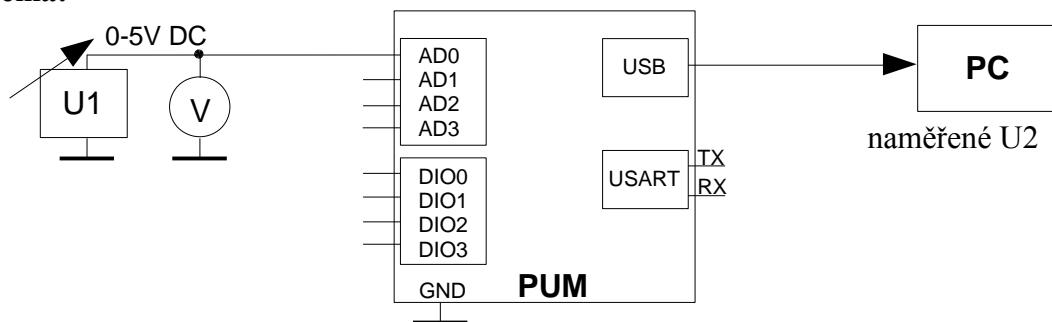 0-5V DC
U1
V
AD0
AD1
AD2
AD3
DIO0
DIO1
DIO2
DIO3
GND
PUM
USB
USART
TX
RX
PC
naměřené U2